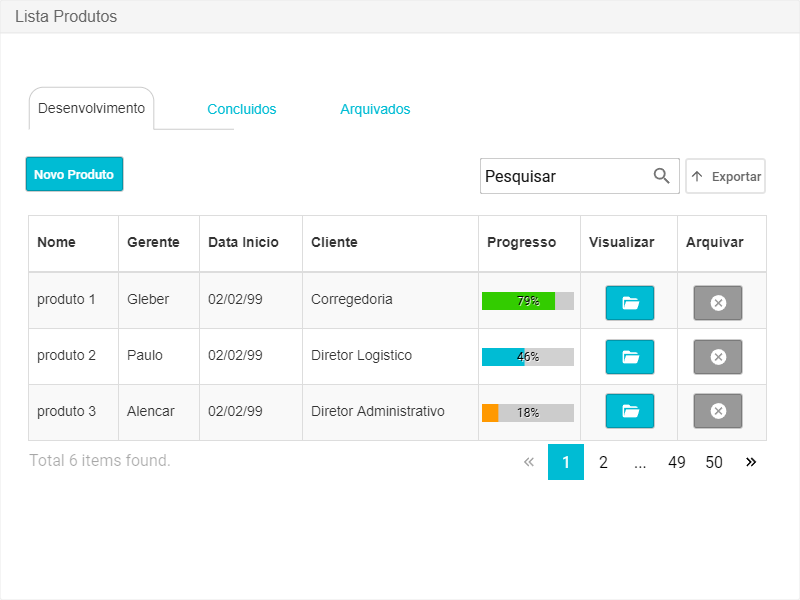 Lista Produtos
Desenvolvimento Concluidos Arquivados
Novo Produto Pesquisar Exportar
Nome Gerente Data Inicio Cliente Progresso Visualizar Arquivar
produto 1 Gleber 02/02/99 Corregedoria 79%
produto 2 Paulo 02/02/99 Diretor Logistico 46%
produto 3 Alencar 02/02/99 Diretor Administrativo 18%
Total 6 items found. « 1 2 ... 49 50 »